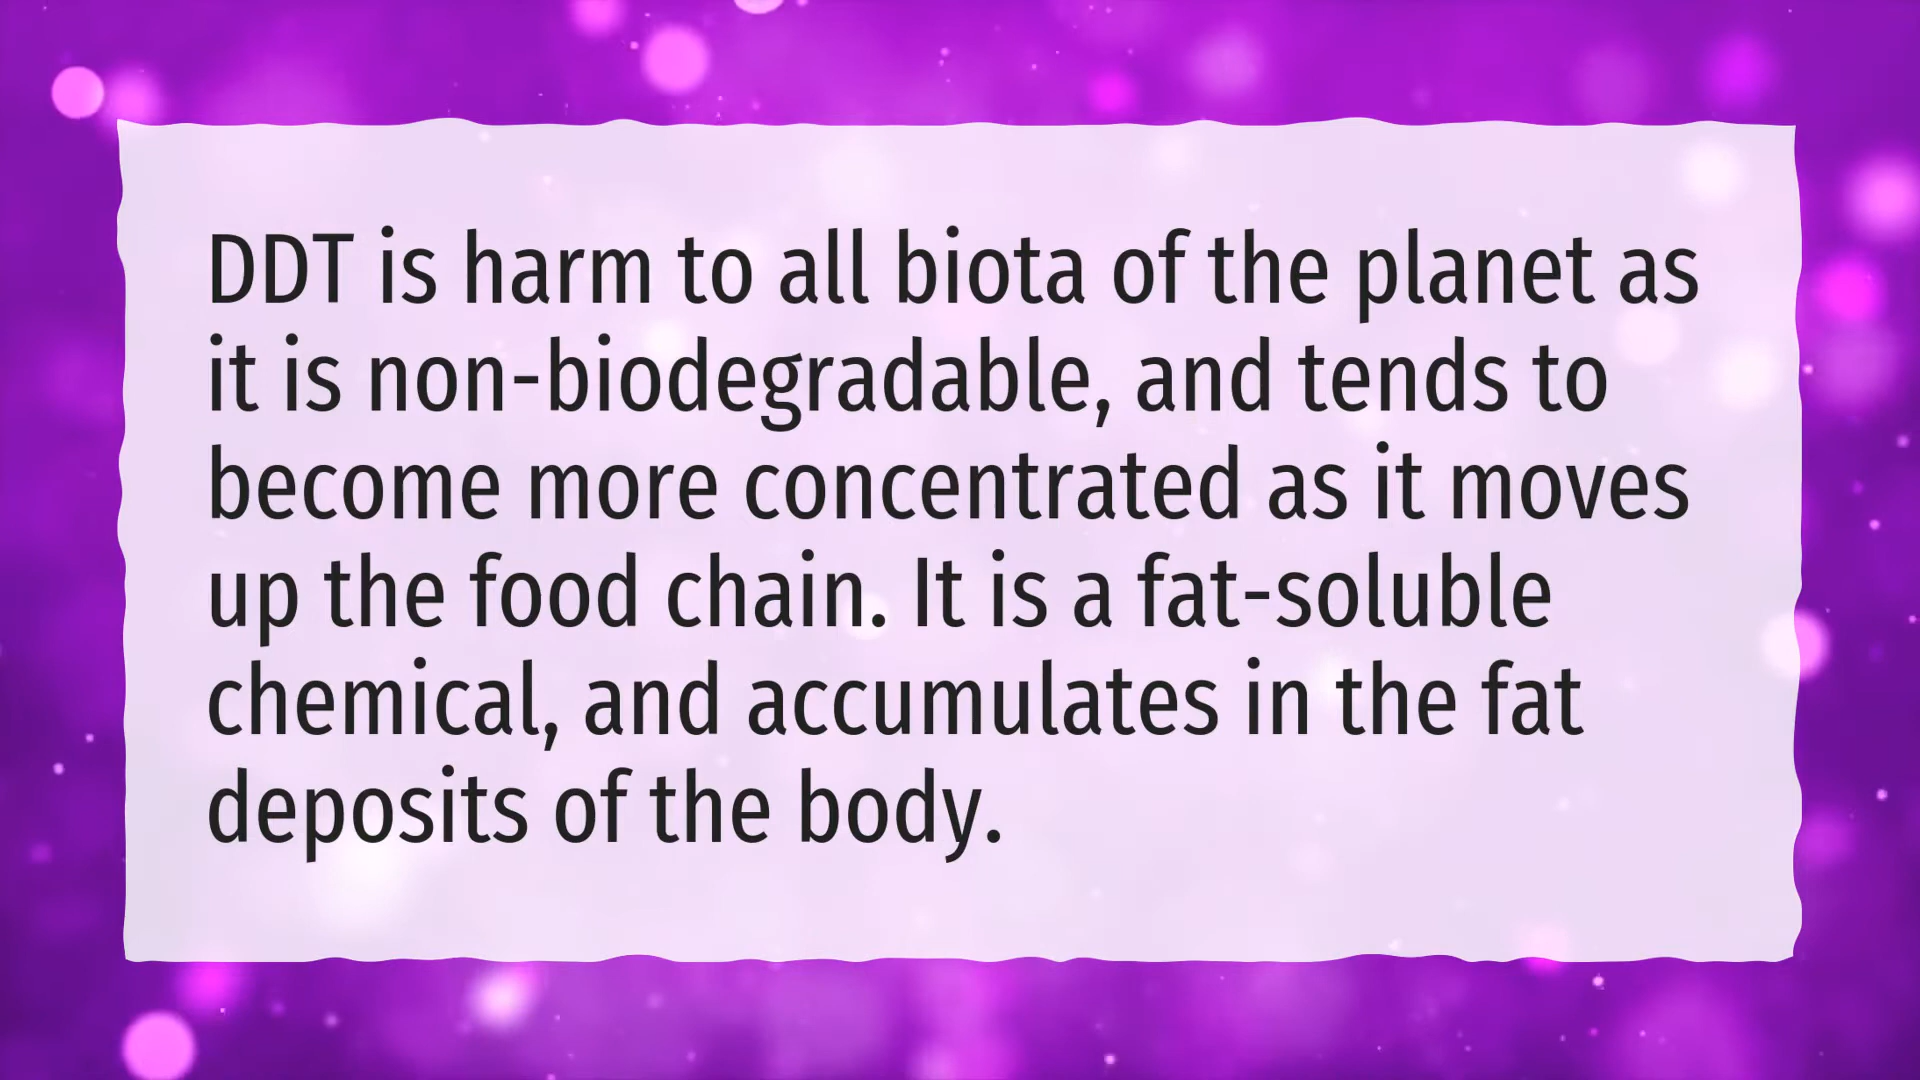 DDT is harm to all biota of the planet as
it is non-biodegradable, and tends to
become more concentrated as it moves
up the food chain. It is a fat-soluble
chemical, and accumulates in the fat
deposits of the body.